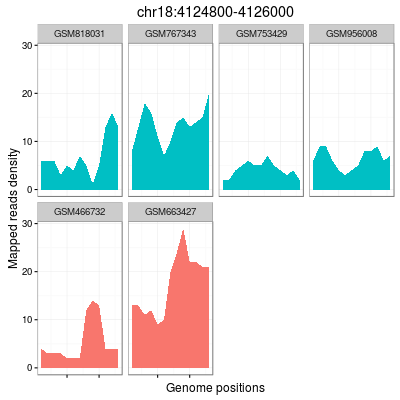 chr18:4124800-4126000
GSM818031 GSM767343 GSM753429 GSM956008
30
20
10
0
GSM466732 GSM663427
30
20
10
0
Mapped reads density
Genome positions